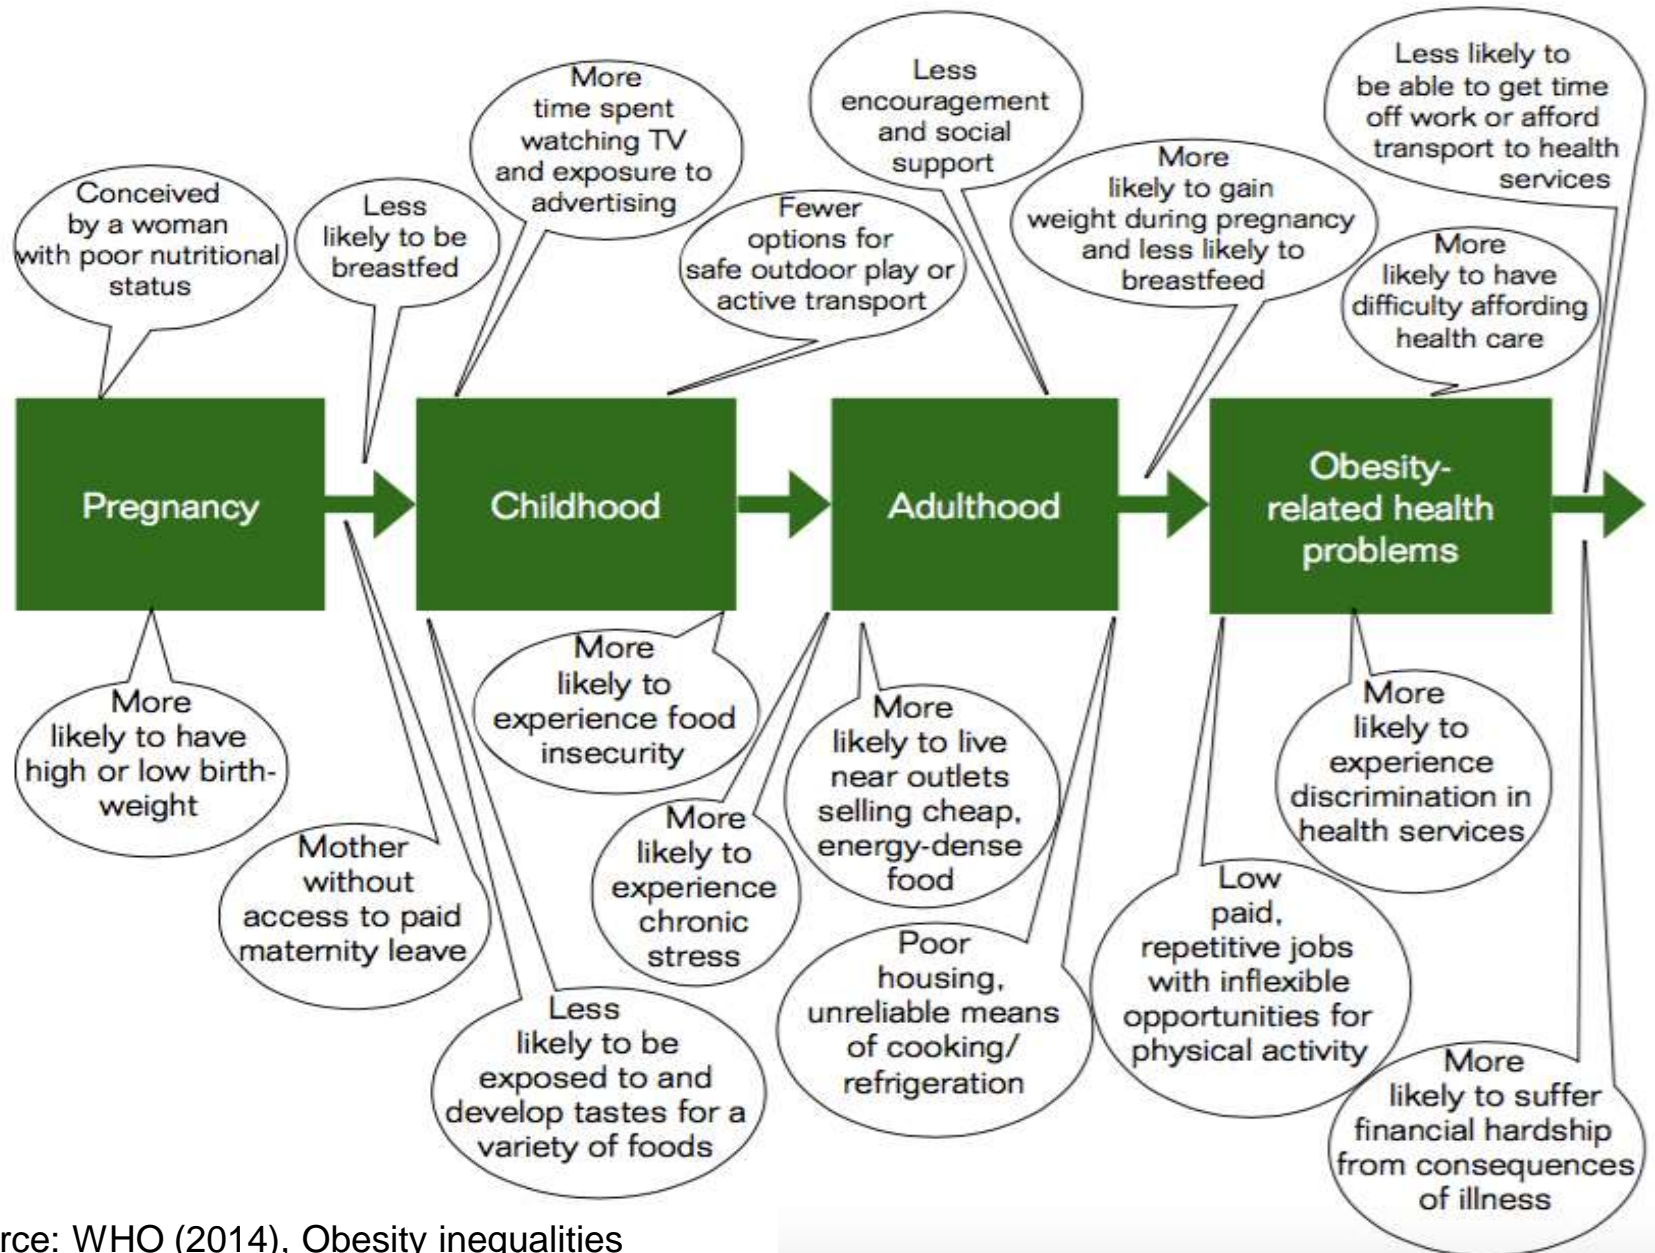 Conceived
by a woman
with poor nutritional
status
Less
likely to be
breastfed
More
time spent
watching TV
and exposure to
advertising
Fewer
options for
safe outdoor play or
active transport
Less
encouragement
and social
support
More
likely to gain
weight during pregnancy
and less likely to
breastfeed
Less likely to
be able to get time
off work or afford
transport to health
services
More
likely to have
difficulty affording
health care
Pregnancy
Childhood
Adulthood
Obesity-
related health
problems
More
likely to have
high or low birth-
weight
Mother
without
access to paid
maternity leave
Less
likely to be
exposed to and
develop tastes for a
variety of foods
More
likely to
experience food
insecurity
More
likely to
experience
chronic
stress
More
likely to live
near outlets
selling cheap,
energy-dense
food
Poor
housing,
unreliable means
of cooking/
refrigeration
Low
paid,
repetitive jobs
with inflexible
opportunities for
physical activity
More
likely to
experience
discrimination in
health services
More
likely to suffer
financial hardship
from consequences
of illness
rce: WHO (2014), Obesity inequalities